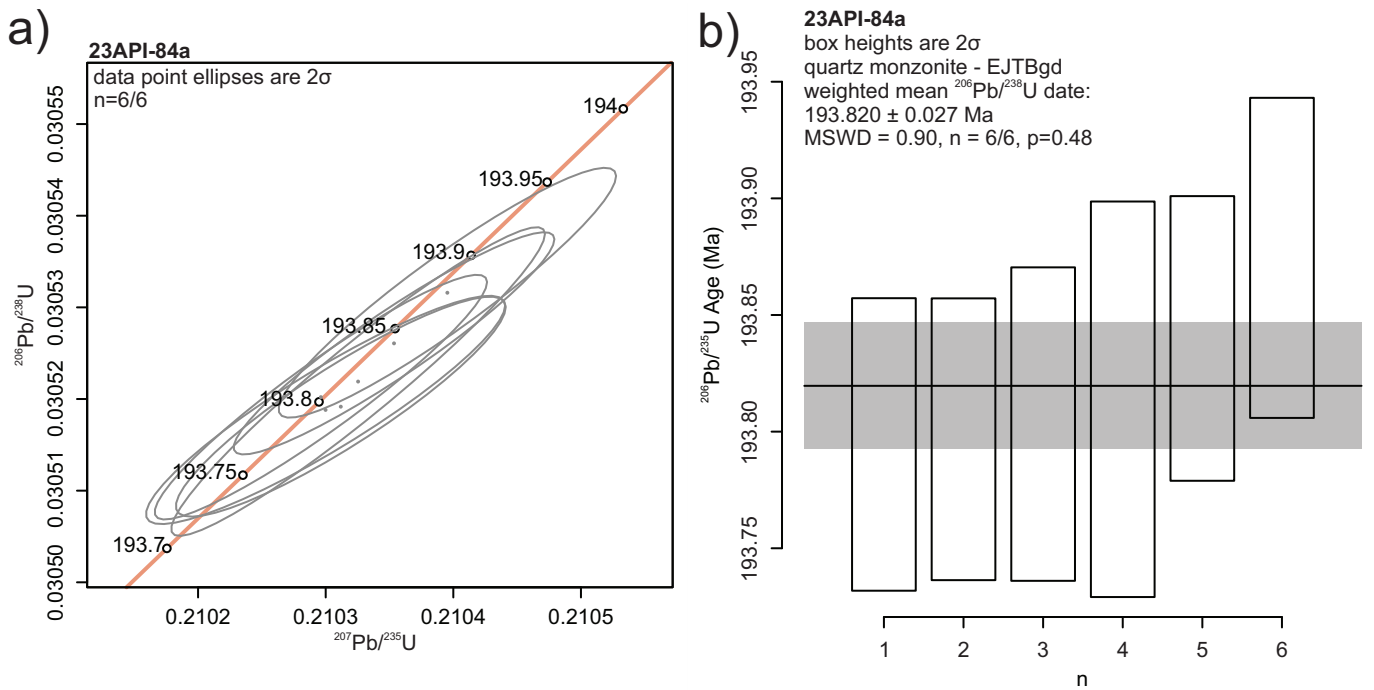 a)
23API-84a
data point ellipses are 2σ
n=6/6
194
193.95
193.9
193.85
193.8
193.75
193.7
0.03055
0.03054
0.03053
0.03052
0.03051
0.03050
²⁰⁶Pb/²³⁸U
0.2102 0.2103 0.2104 0.2105
²⁰⁷Pb/²³⁵U
b)
23API-84a
box heights are 2σ
quartz monzonite - EJTBgd
weighted mean ²⁰⁶Pb/²³⁸U date:
193.820 ± 0.027 Ma
MSWD = 0.90, n = 6/6, p=0.48
193.95
193.90
193.85
193.80
193.75
²⁰⁶Pb/²³⁵U Age (Ma)
1 2 3 4 5 6
n